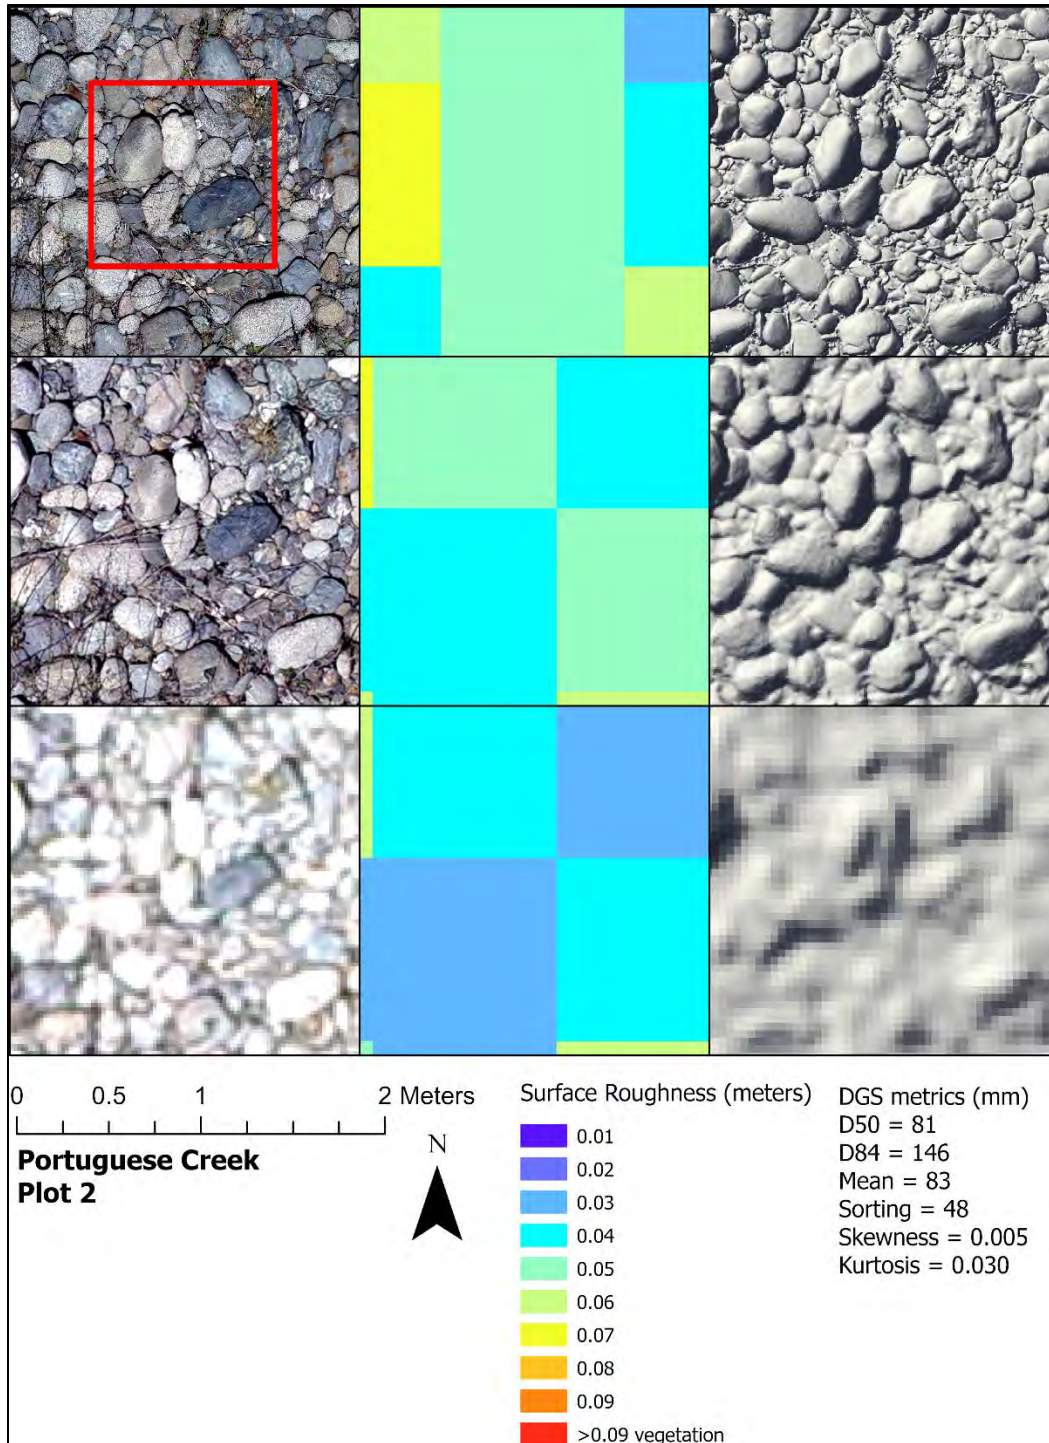 0 0.5 1 2 Meters
Portuguese Creek
Plot 2
N
Surface Roughness (meters)
0.01
0.02
0.03
0.04
0.05
0.06
0.07
0.08
0.09
>0.09 vegetation
DGS metrics (mm)
D50 = 81
D84 = 146
Mean = 83
Sorting = 48
Skewness = 0.005
Kurtosis = 0.030